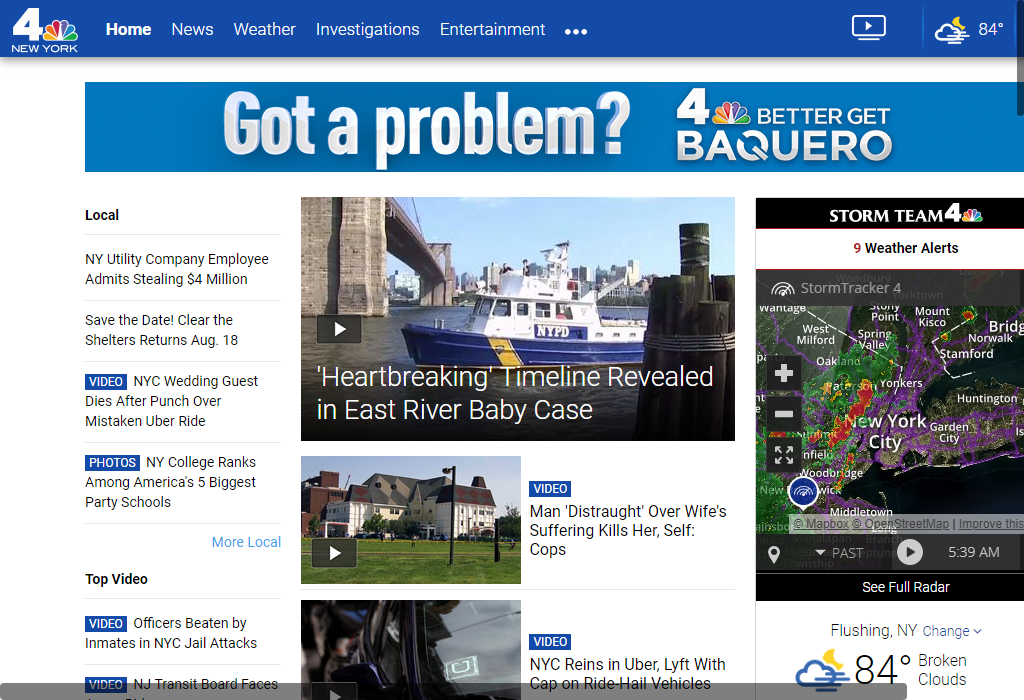 4
NEW YORK
Home
News
Weather
Investigations
Entertainment
84°
Got a problem?
4 BETTER GET
BAQUERO
Local
NY Utility Company Employee
Admits Stealing $4 Million
Save the Date! Clear the
Shelters Returns Aug. 18
VIDEO NYC Wedding Guest
Dies After Punch Over
Mistaken Uber Ride
PHOTOS NY College Ranks
Among America's 5 Biggest
Party Schools
More Local
Top Video
VIDEO Officers Beaten by
Inmates in NYC Jail Attacks
VIDEO NJ Transit Board Faces
NYPD
'Heartbreaking' Timeline Revealed
in East River Baby Case
VIDEO
Man 'Distraught' Over Wife's
Suffering Kills Her, Self:
Cops
VIDEO
NYC Reins in Uber, Lyft With
Cap on Ride-Hail Vehicles
STORM TEAM 4
9 Weather Alerts
StormTracker 4
Yorktown
Wantage
Stony
Point
Mount
Kisco
West
Milford
Spring
Valley
Norwalk
Stamford
Oakland
Paterson
Yonkers
Huntington
New York
City
Garden
City
Summit
Woodbridge
Middletown
© Mapbox © OpenStreetMap | Improve this
PAST
5:39 AM
See Full Radar
Flushing, NY Change
84° Broken
Clouds